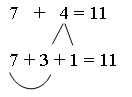 7 + 4 = 11
7 + 3 + 1 = 11